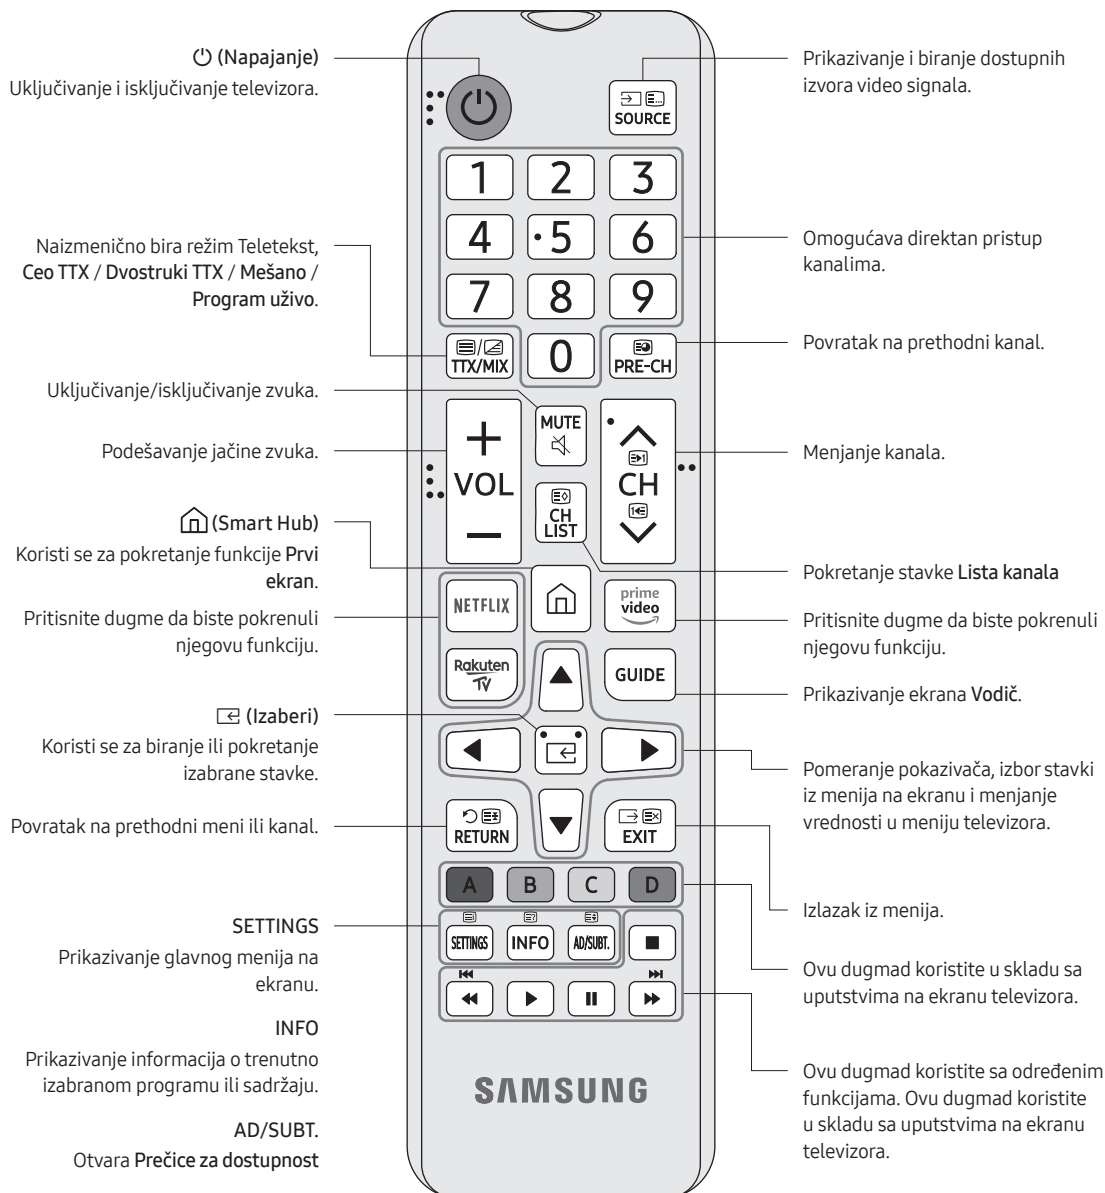 (Napajanje)
Uključivanje i isključivanje televizora.
Naizmenično bira režim Teletekst,
Ceo TTX / Dvostruki TTX / Mešano /
Program uživo.
Uključivanje/isključivanje zvuka.
Podešavanje jačine zvuka.
(Smart Hub)
Koristi se za pokretanje funkcije Prvi
ekran.
Pritisnite dugme da biste pokrenuli
njegovu funkciju.
(Izaberi)
Koristi se za biranje ili pokretanje
izabrane stavke.
Povratak na prethodni meni ili kanal.
SETTINGS
Prikazivanje glavnog menija na
ekranu.
INFO
Prikazivanje informacija o trenutno
izabranom programu ili sadržaju.
AD/SUBT.
Otvara Prečice za dostupnost
SOURCE
1 2 3
4 5 6
7 8 9
TTX/MIX 0 PRE-CH
MUTE
+
VOL
−
CH
CH
LIST
NETFLIX
prime
video
Rakuten
TV
GUIDE
RETURN
EXIT
A B C D
SETTINGS INFO AD/SUBT.
SAMSUNG
Prikazivanje i biranje dostupnih
izvora video signala.
Omogućava direktan pristup
kanalima.
Povratak na prethodni kanal.
Menjanje kanala.
Pokretanje stavke Lista kanala
Pritisnite dugme da biste pokrenuli
njegovu funkciju.
Prikazivanje ekrana Vodič.
Pomeranje pokazivača, izbor stavki
iz menija na ekranu i menjanje
vrednosti u meniju televizora.
Izlazak iz menija.
Ovu dugmad koristite u skladu sa
uputstvima na ekranu televizora.
Ovu dugmad koristite sa određenim
funkcijama. Ovu dugmad koristite
u skladu sa uputstvima na ekranu
televizora.